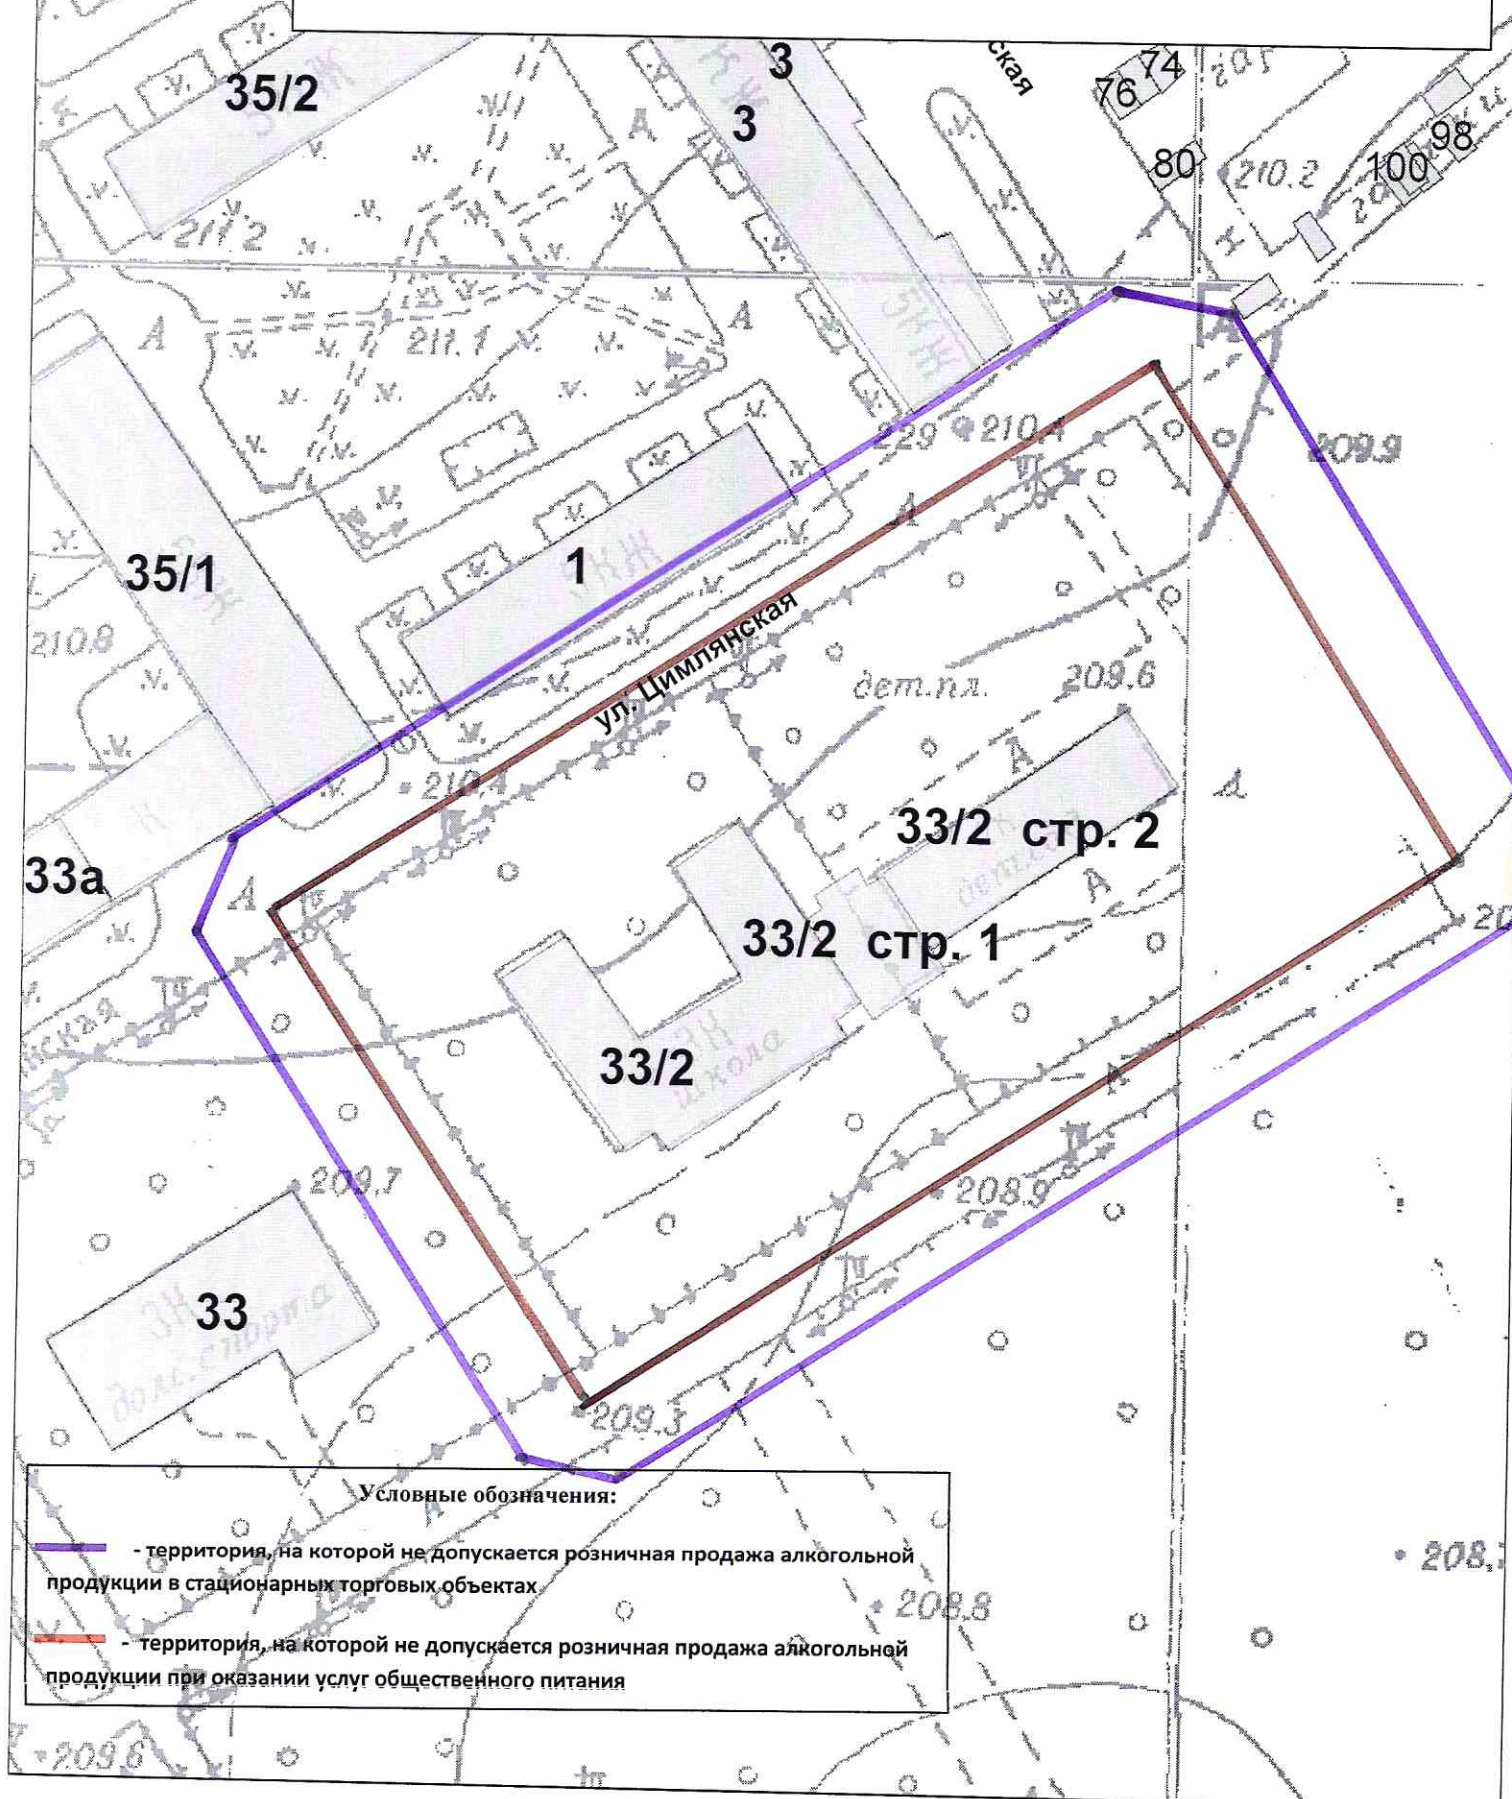 3
74
205
35/2
76
3
98
80
100
210.2
211.2
А
А
А
5КЖ
211.1
229
210.4
209.9
35/1
1
А
210.8
ул. Цимлянская
дет.пл.
209.6
210.4
А
33/2 стр. 2
33а
А
А
33/2 стр. 1
33/2
школа
209.7
208.9
33
209.3
Условные обозначения:
- территория, на которой не допускается розничная продажа алкогольной
продукции в стационарных торговых объектах
- территория, на которой не допускается розничная продажа алкогольной
продукции при оказании услуг общественного питания
208.8
209.6